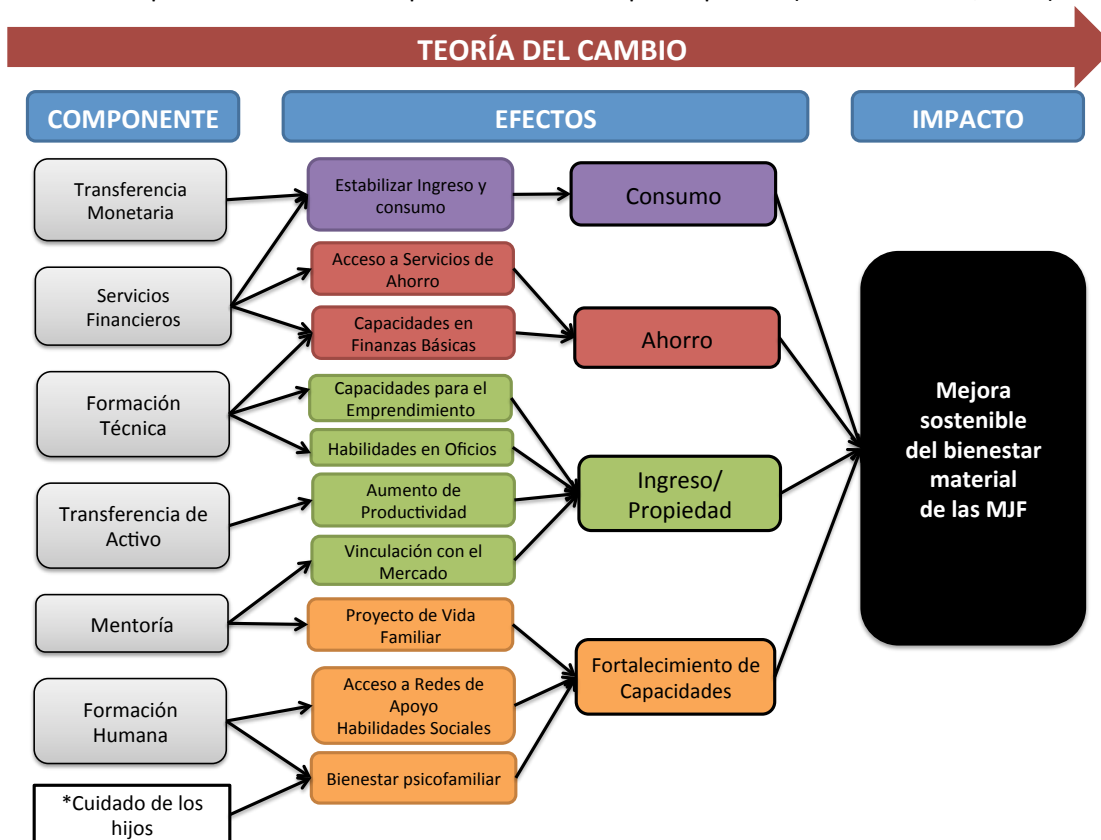 TEORÍA DEL CAMBIO
COMPONENTE
EFECTOS
IMPACTO
Transferencia
Monetaria
Servicios
Financieros
Formación
Técnica
Transferencia de
Activo
Mentoría
Formación
Humana
*Cuidado de los
hijos
Estabilizar Ingreso y
consumo
Acceso a Servicios de
Ahorro
Capacidades en
Finanzas Básicas
Capacidades para el
Emprendimiento
Habilidades en Oficios
Aumento de
Productividad
Vinculación con el
Mercado
Proyecto de Vida
Familiar
Acceso a Redes de
Apoyo
Habilidades Sociales
Bienestar psicofamiliar
Consumo
Ahorro
Ingreso/
Propiedad
Fortalecimiento de
Capacidades
Mejora
sostenible
del bienestar
material
de las MJF